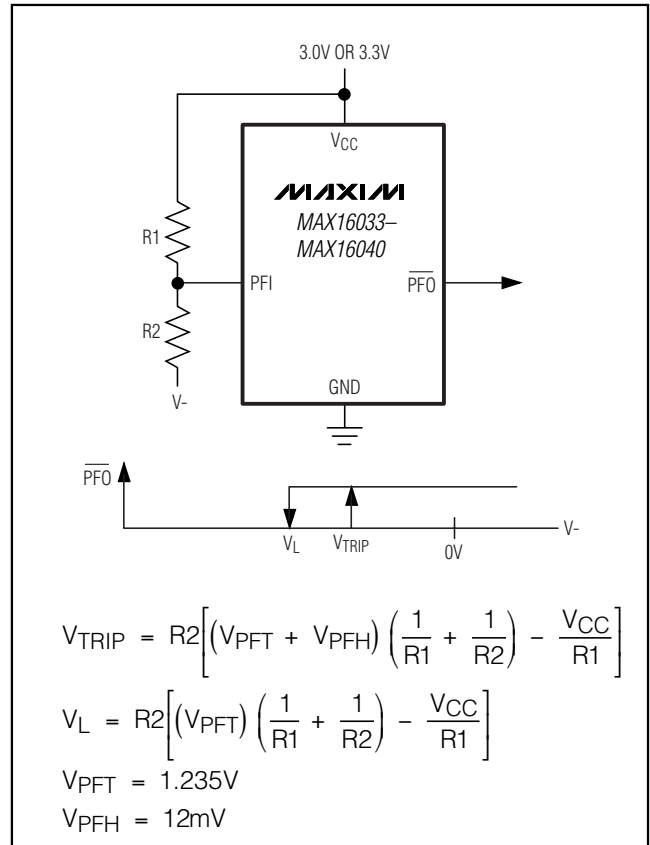 3.0V OR 3.3V
VCC
MAXIM
MAX16033–
MAX16040
R1
PFI
P̅F̅O̅
R2
V-
GND
P̅F̅O̅
VL
VTRIP
0V
V-
VTRIP = R2[(VPFT + VPFH) (1/R1 + 1/R2) – VCC/R1]
VL = R2[(VPFT) (1/R1 + 1/R2) – VCC/R1]
VPFT = 1.235V
VPFH = 12mV